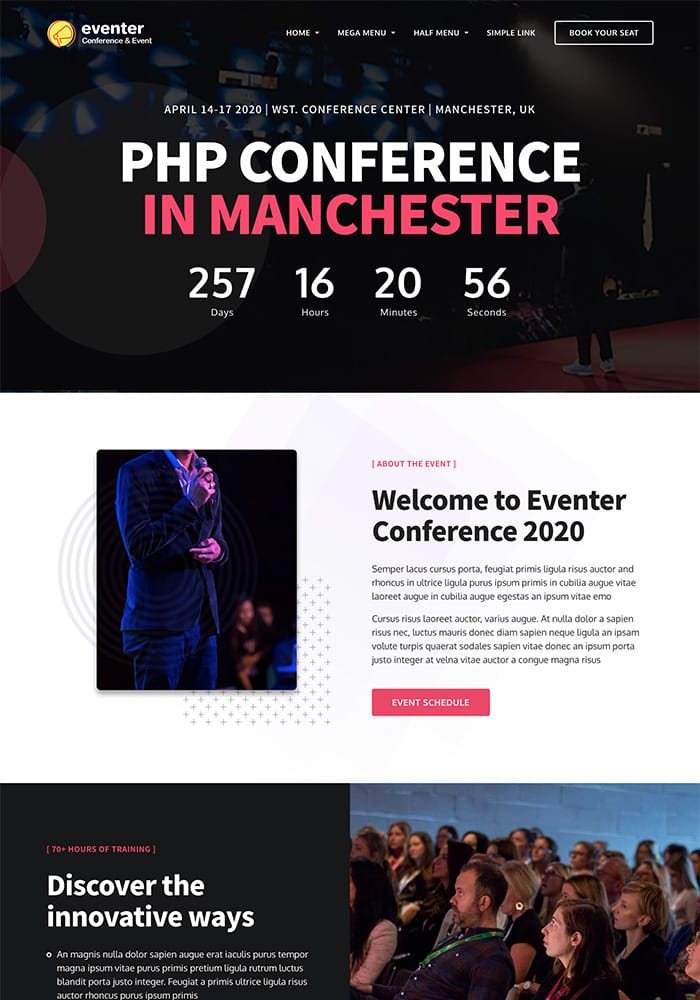 eventer
Conference & Event
HOME
MEGA MENU
HALF MENU
SIMPLE LINK
BOOK YOUR SEAT
APRIL 14-17 2020 | WST. CONFERENCE CENTER | MANCHESTER, UK
PHP CONFERENCE
IN MANCHESTER
257 16 20 56
Days Hours Minutes Seconds
[ ABOUT THE EVENT ]
Welcome to Eventer
Conference 2020
Semper lacus cursus porta, feugiat primis ligula risus auctor and
rhoncus in ultrice ligula purus ipsum primis in cubilia augue vitae
laoreet augue in cubilia augue egestas an ipsum vitae emo
Cursus risus laoreet auctor, varius augue. At nulla dolor a sapien
risus nec, luctus mauris donec diam sapien neque ligula an ipsam
volute turpis quaerat sodales sapien vitae donec an ipsum porta
justo integer at velna vitae auctor a congue magna risus
EVENT SCHEDULE
[ 70+ HOURS OF TRAINING ]
Discover the
innovative ways
An magnis nulla dolor sapien augue erat iaculis purus tempor
magna ipsum vitae purus primis pretium ligula rutrum luctus
blandit porta justo integer. Feugiat a primis ultrice ligula risus
auctor rhoncus purus ipsum primis